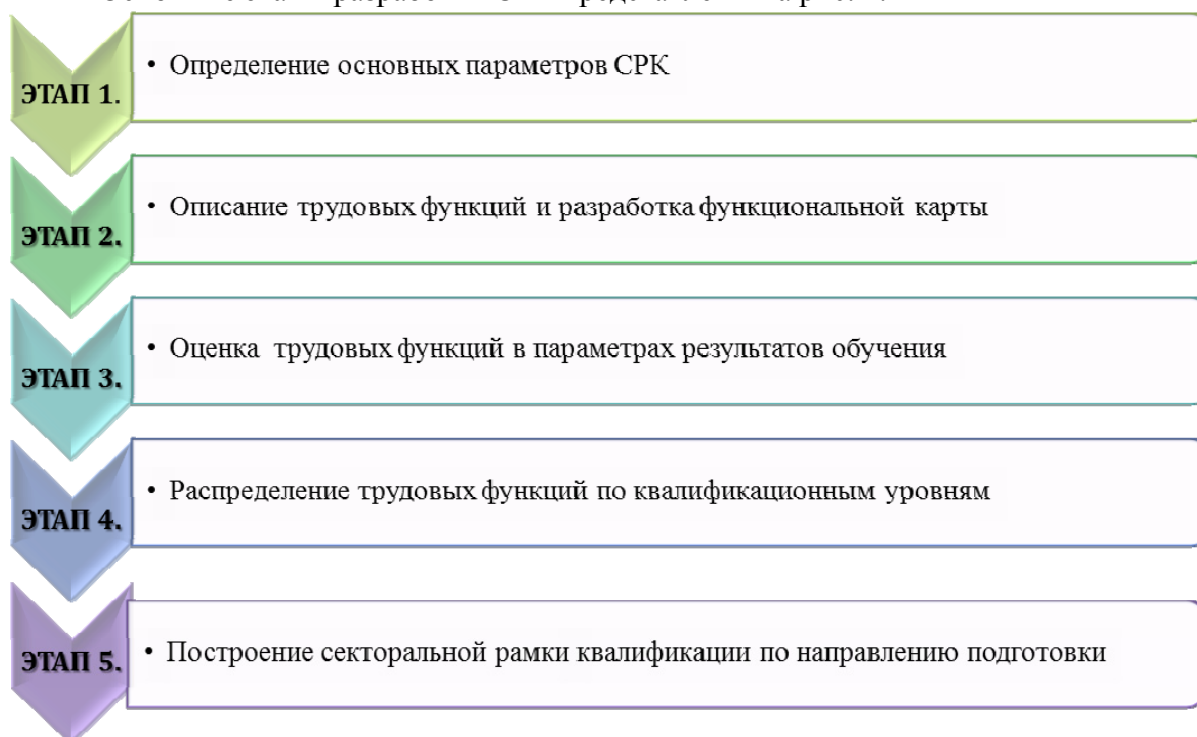 ЭТАП 1.
• Определение основных параметров СРК
ЭТАП 2.
• Описание трудовых функций и разработка функциональной карты
ЭТАП 3.
• Оценка трудовых функций в параметрах результатов обучения
ЭТАП 4.
• Распределение трудовых функций по квалификационным уровням
ЭТАП 5.
• Построение секторальной рамки квалификации по направлению подготовки